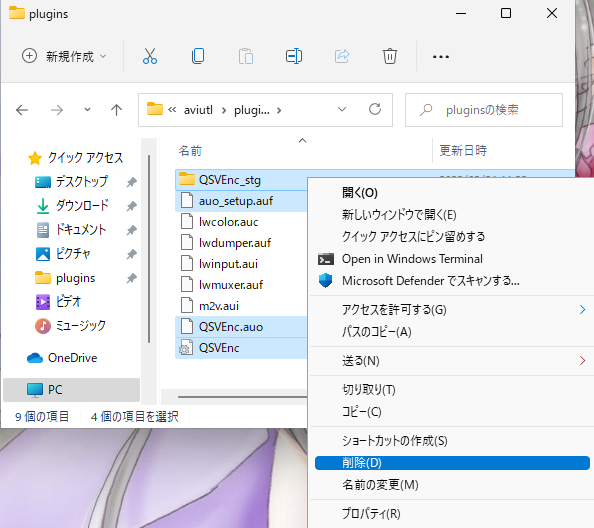 plugins
新規作成
aviutl
plugi...
pluginsの検索
名前
更新日時
クイック アクセス
デスクトップ
ダウンロード
ドキュメント
ピクチャ
plugins
ビデオ
ミュージック
OneDrive
PC
QSVEnc_stg
auo_setup.auf
lwcolor.auc
lwdumper.auf
lwinput.aui
lwmuxer.auf
m2v.aui
QSVEnc.auo
QSVEnc
開く(O)
新しいウィンドウで開く(E)
クイック アクセスにピン留めする
Open in Windows Terminal
Microsoft Defender でスキャンする...
アクセスを許可する(G)
パスのコピー(A)
送る(N)
切り取り(T)
コピー(C)
ショートカットの作成(S)
削除(D)
名前の変更(M)
プロパティ(R)
9 個の項目
4 個の項目を選択